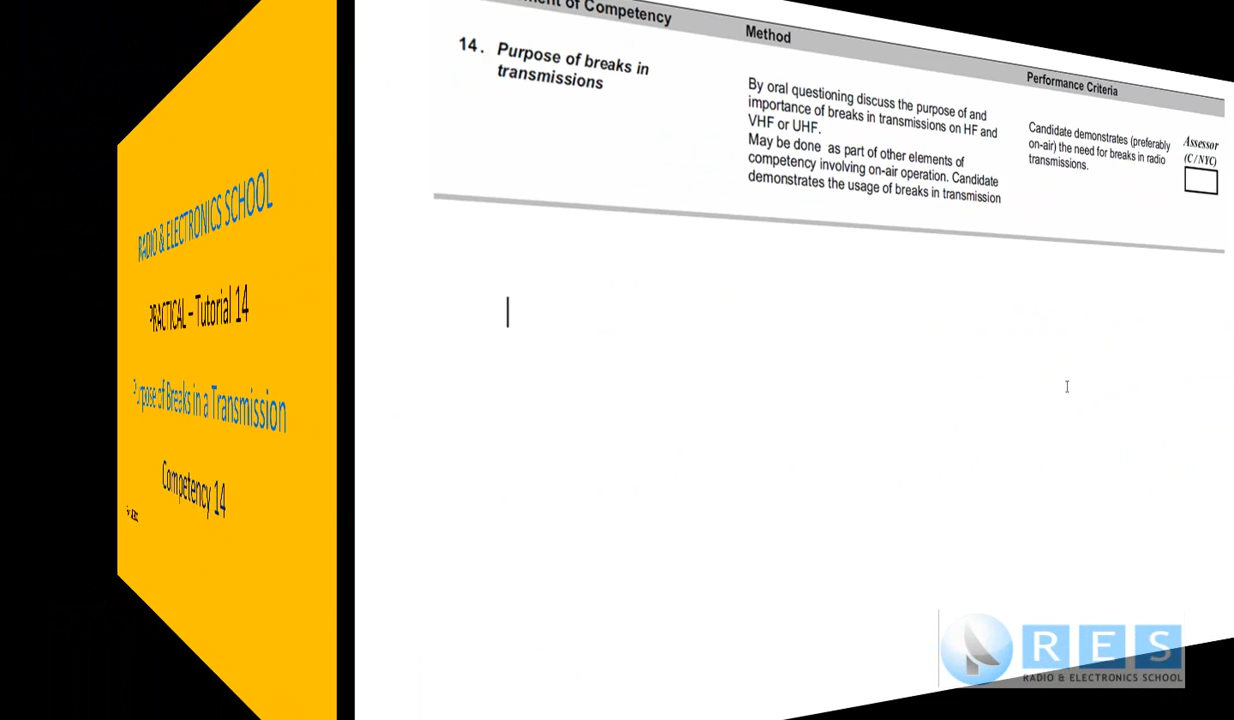 RADIO & ELECTRONICS SCHOOL
PRACTICAL – Tutorial 14
Purpose of Breaks in a Transmission
Competency 14
of Competency
Method
Performance Criteria
14. Purpose of breaks in
transmissions
By oral questioning discuss the purpose of and
importance of breaks in transmissions on HF and
VHF or UHF.
May be done as part of other elements of
competency involving on-air operation. Candidate
demonstrates the usage of breaks in transmission
Candidate demonstrates (preferably
on-air) the need for breaks in radio
transmissions.
Assessor
(C/NYC)
RES
RADIO & ELECTRONICS SCHOOL